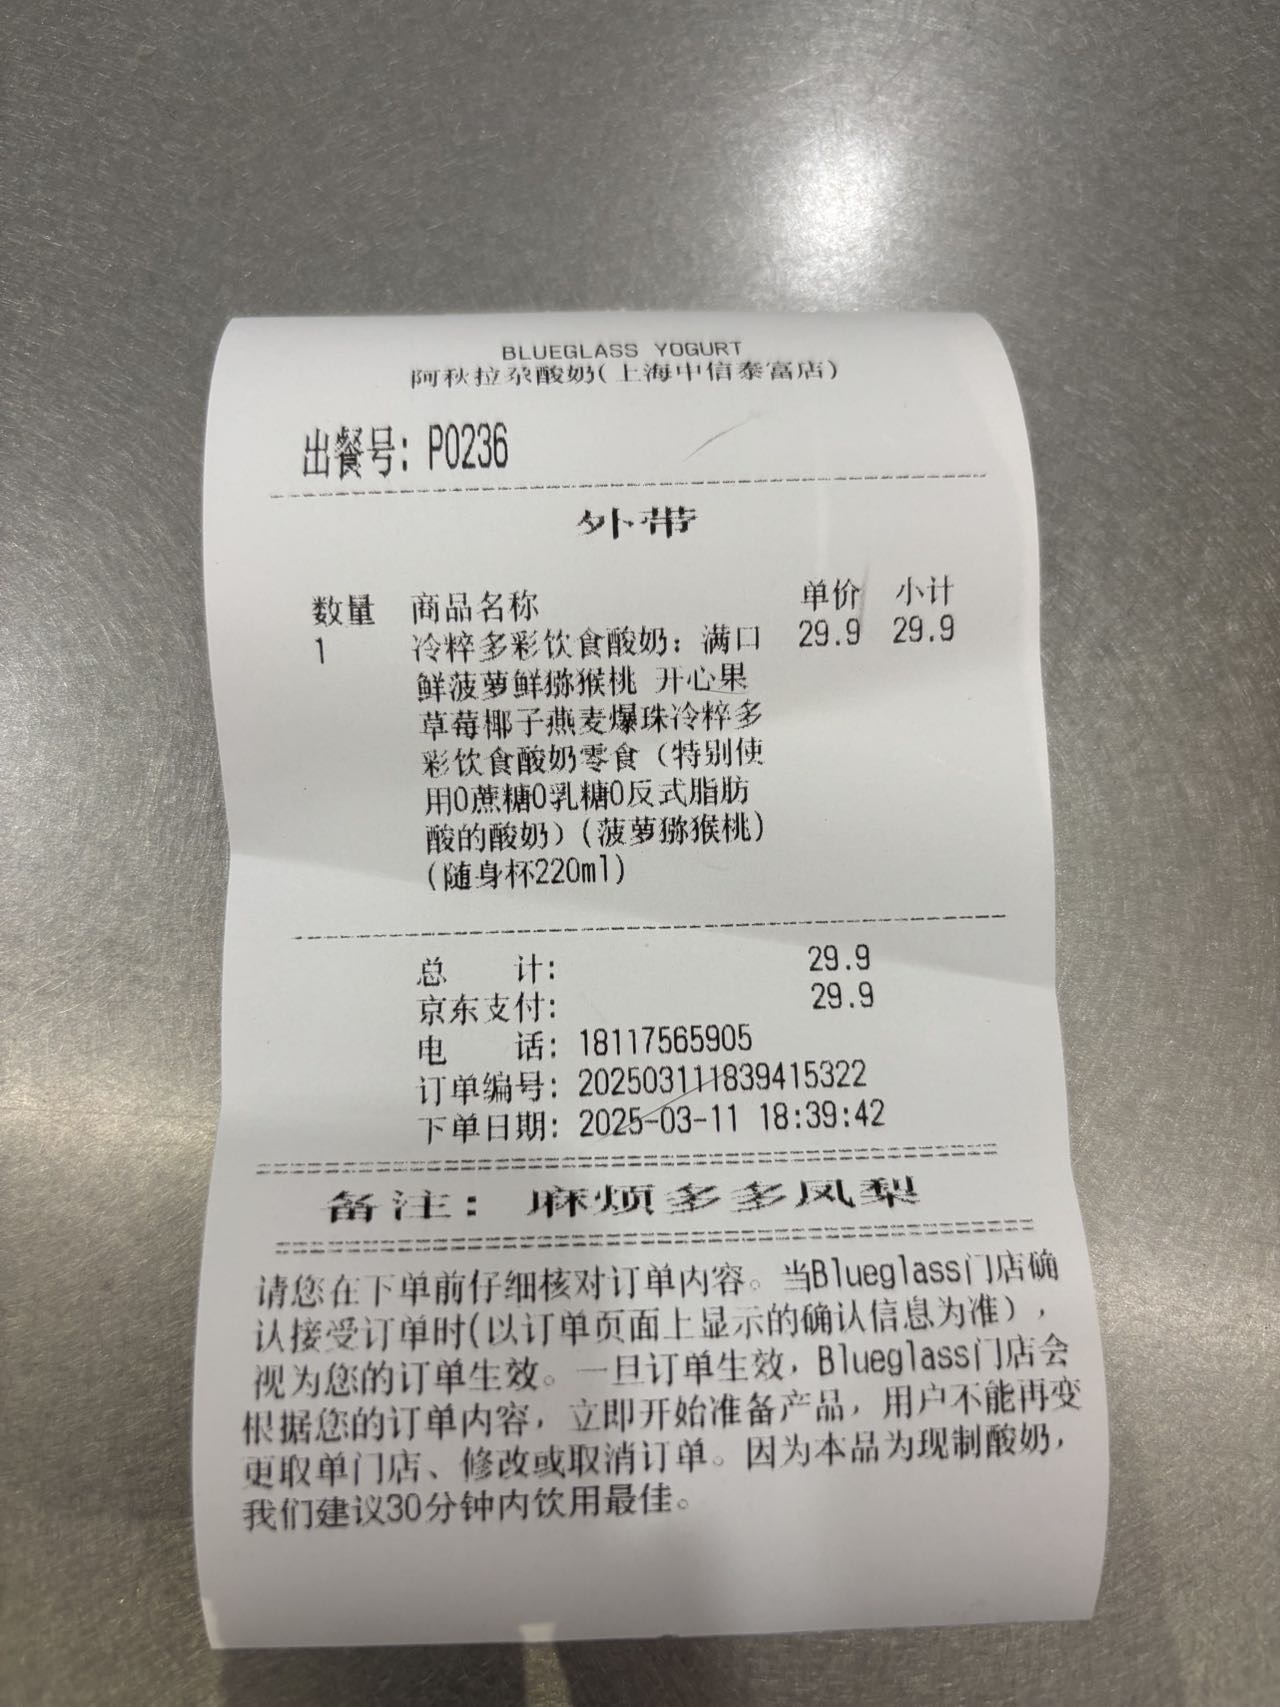 BLUEGLASS YOGURT
阿秋拉尕酸奶(上海中信泰富店)
出餐号: P0236
外带
数量 商品名称 单价 小计
1 冷粹多彩饮食酸奶: 满口 29.9 29.9
鲜菠萝鲜猕猴桃 开心果
草莓椰子燕麦爆珠冷粹多
彩饮食酸奶零食（特别使
用0蔗糖0乳糖0反式脂肪
酸的酸奶）(菠萝猕猴桃)
(随身杯220ml)
总 计: 29.9
京东支付: 29.9
电 话: 18117565905
订单编号: 202503111839415322
下单日期: 2025-03-11 18:39:42
备注: 麻烦多多凤梨
请您在下单前仔细核对订单内容。当Blueglass门店确
认接受订单时(以订单页面上显示的确认信息为准),
视为您的订单生效。一旦订单生效, Blueglass门店会
根据您的订单内容, 立即开始准备产品, 用户不能再变
更取单门店、修改或取消订单。因为本品为现制酸奶,
我们建议30分钟内饮用最佳。